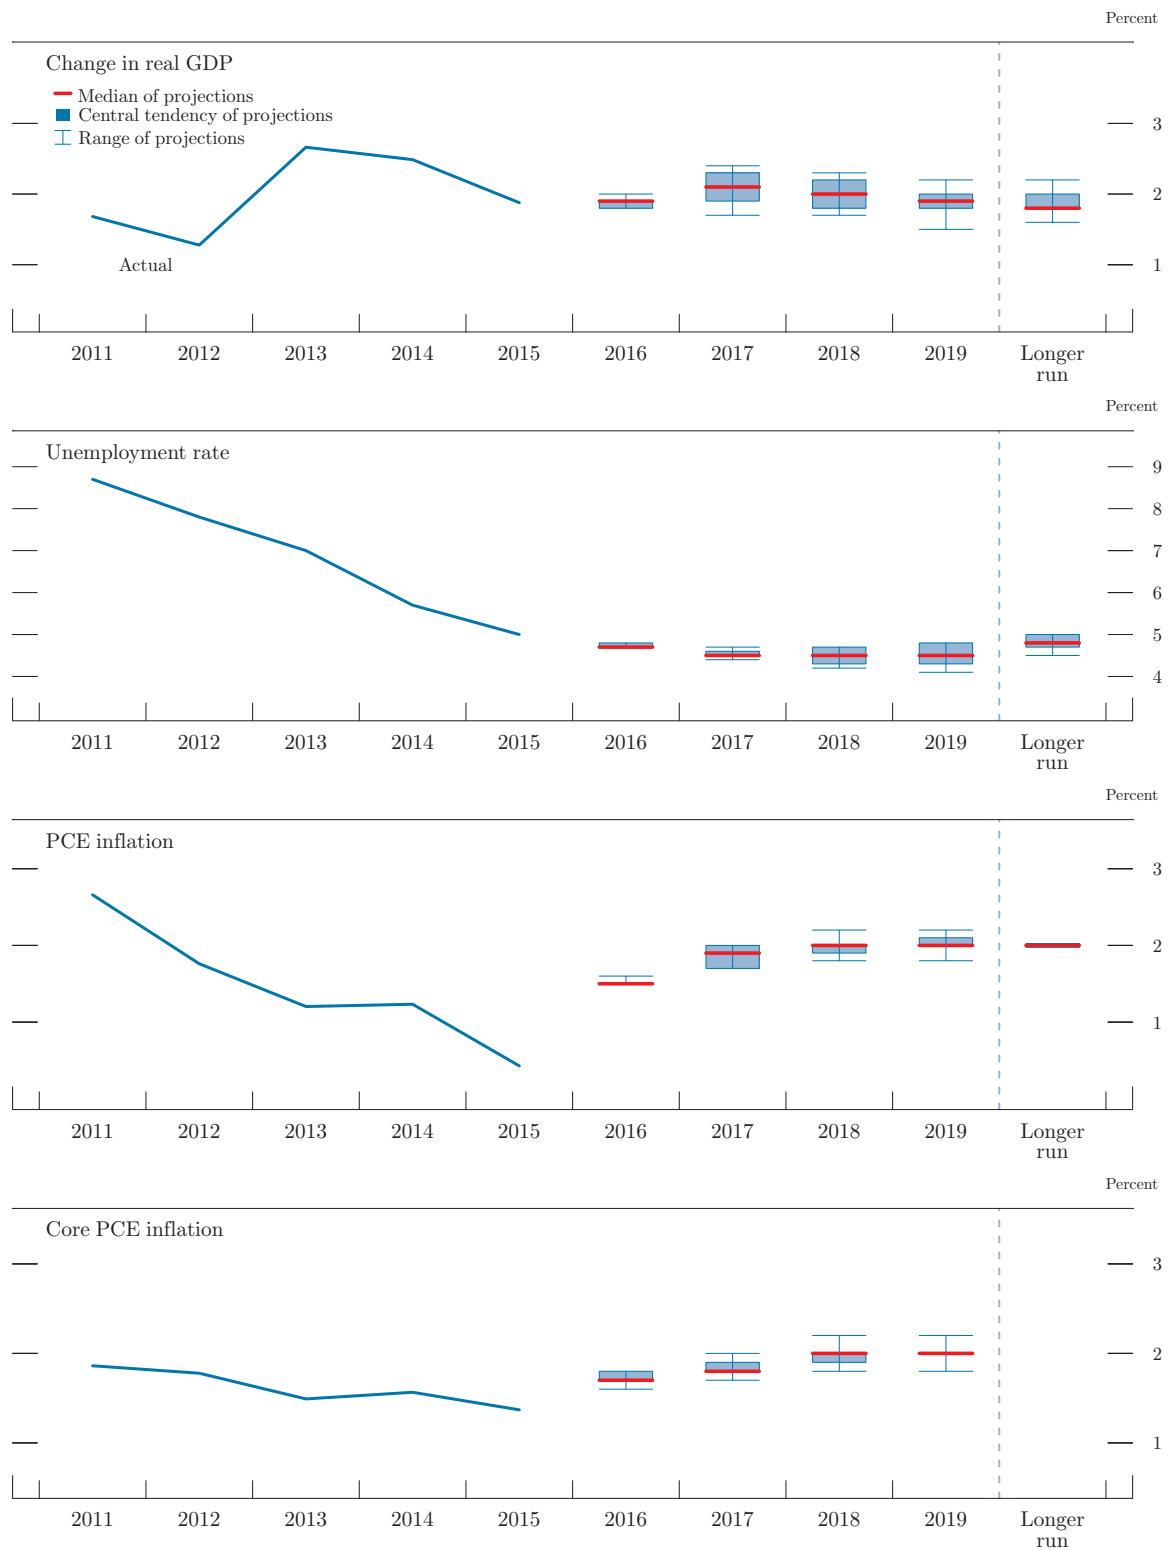 Percent
Change in real GDP
Median of projections
Central tendency of projections
Range of projections
3
2
1
Actual
2011 2012 2013 2014 2015 2016 2017 2018 2019 Longer
run
Percent
Unemployment rate
9
8
7
6
5
4
2011 2012 2013 2014 2015 2016 2017 2018 2019 Longer
run
Percent
PCE inflation
3
2
1
2011 2012 2013 2014 2015 2016 2017 2018 2019 Longer
run
Percent
Core PCE inflation
3
2
1
2011 2012 2013 2014 2015 2016 2017 2018 2019 Longer
run